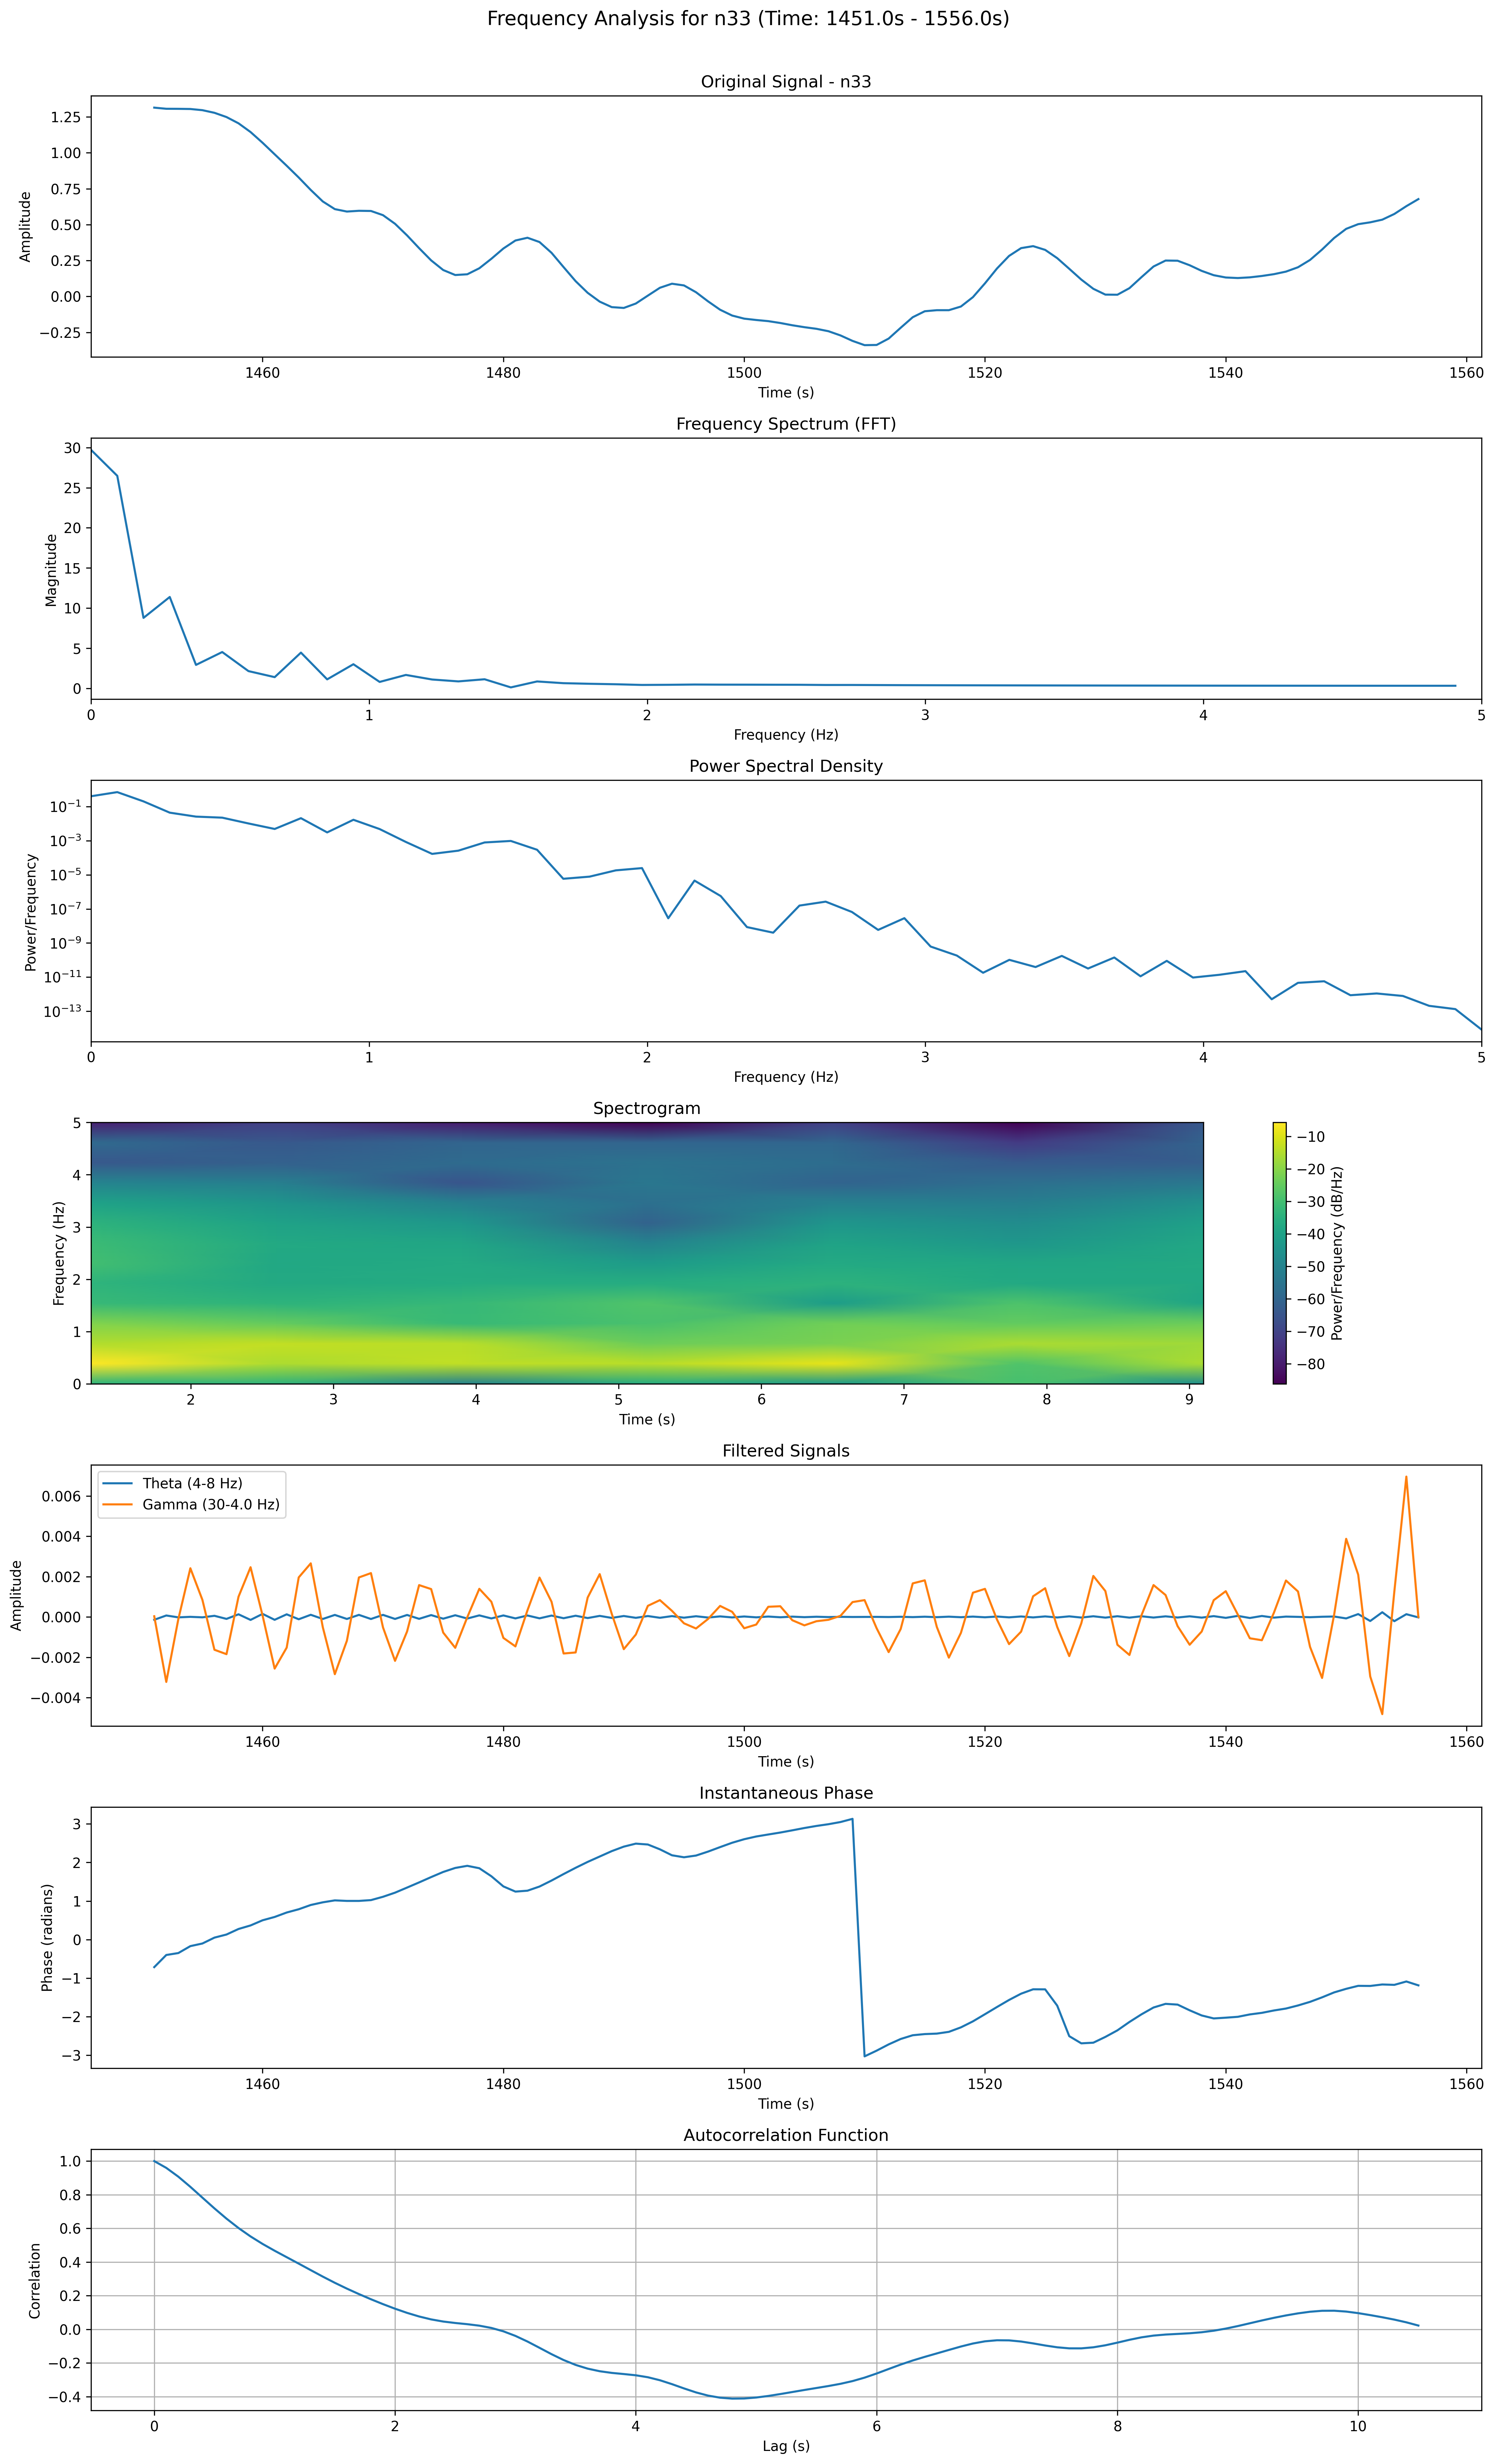 Frequency Analysis for n33 (Time: 1451.0s - 1556.0s)
Original Signal - n33
Amplitude
1.25
1.00
0.75
0.50
0.25
0.00
−0.25
1460 1480 1500 1520 1540 1560
Time (s)
Frequency Spectrum (FFT)
Magnitude
30
25
20
15
10
5
0
0 1 2 3 4 5
Frequency (Hz)
Power Spectral Density
Power/Frequency
10⁻¹
10⁻³
10⁻⁵
10⁻⁷
10⁻⁹
10⁻¹¹
10⁻¹³
0 1 2 3 4 5
Frequency (Hz)
Spectrogram
Frequency (Hz)
5
4
3
2
1
0
2 3 4 5 6 7 8 9
Time (s)
−10
−20
−30
−40
−50
−60
−70
−80
Power/Frequency (dB/Hz)
Filtered Signals
Theta (4-8 Hz)
Gamma (30-4.0 Hz)
Amplitude
0.006
0.004
0.002
0.000
−0.002
−0.004
1460 1480 1500 1520 1540 1560
Time (s)
Instantaneous Phase
Phase (radians)
3
2
1
0
−1
−2
−3
1460 1480 1500 1520 1540 1560
Time (s)
Autocorrelation Function
Correlation
1.0
0.8
0.6
0.4
0.2
0.0
−0.2
−0.4
0 2 4 6 8 10
Lag (s)